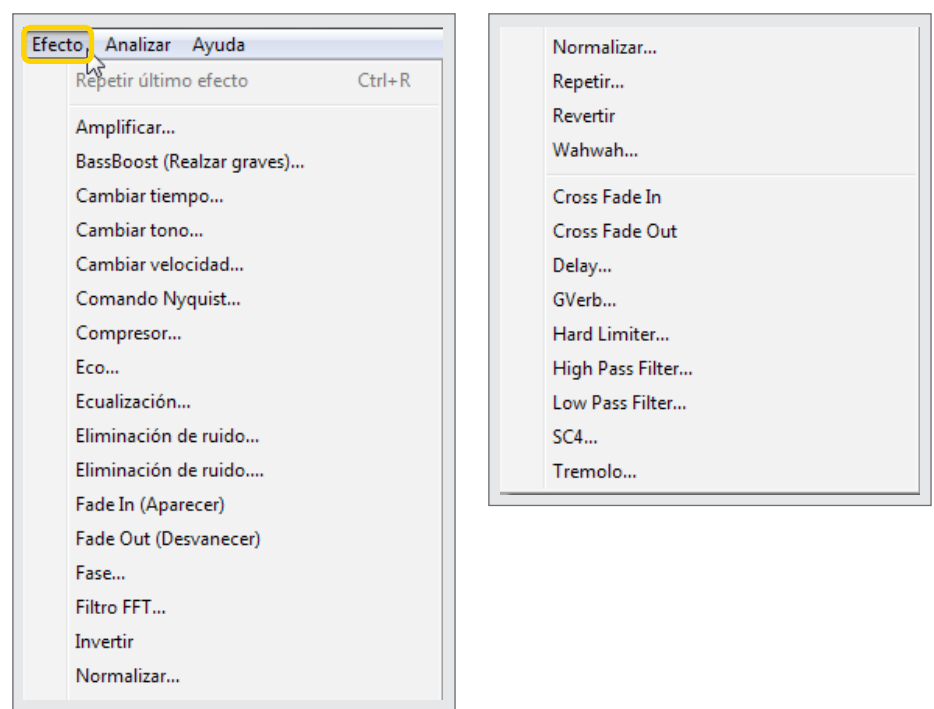 Efecto Analizar Ayuda
Repetir último efecto Ctrl+R
Amplificar...
BassBoost (Realzar graves)...
Cambiar tiempo...
Cambiar tono...
Cambiar velocidad...
Comando Nyquist...
Compresor...
Eco...
Ecualización...
Eliminación de ruido...
Eliminación de ruido....
Fade In (Aparecer)
Fade Out (Desvanecer)
Fase...
Filtro FFT...
Invertir
Normalizar...
Normalizar...
Repetir...
Revertir
Wahwah...
Cross Fade In
Cross Fade Out
Delay...
GVerb...
Hard Limiter...
High Pass Filter...
Low Pass Filter...
SC4...
Tremolo...